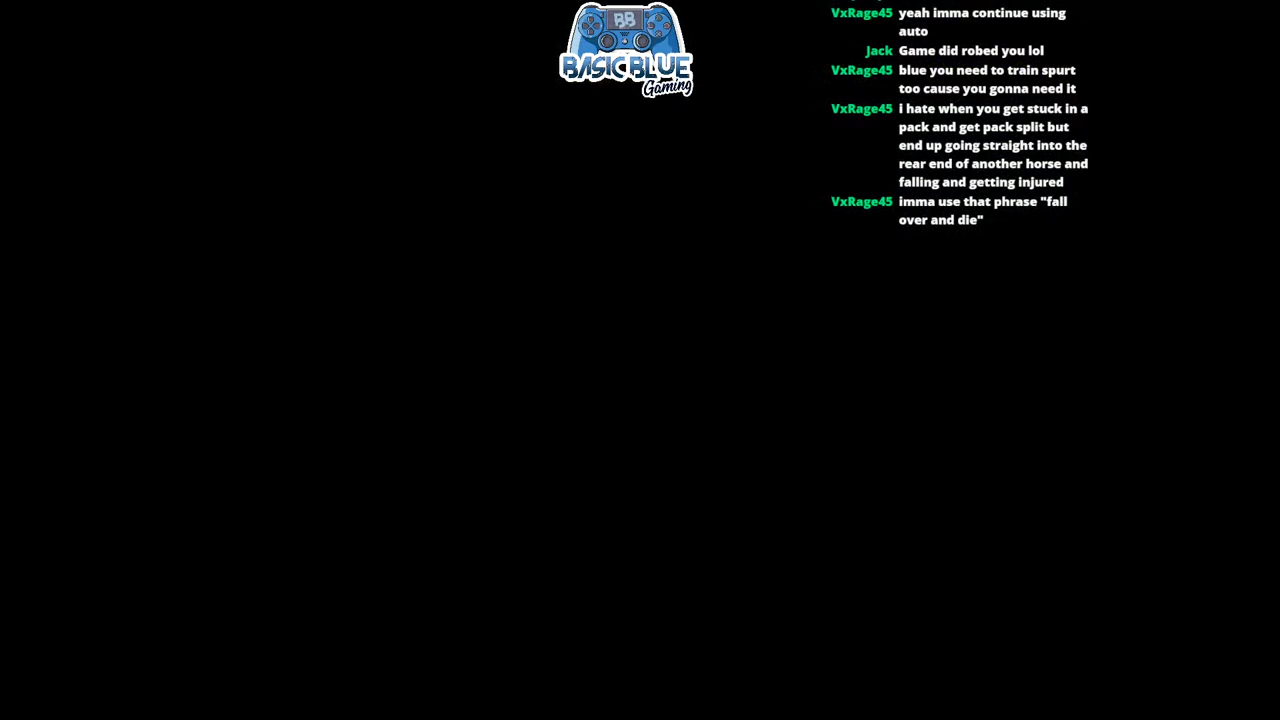 BB
BASIC BLUE
Gaming
VxRage45 yeah imma continue using
auto
Jack Game did robed you lol
VxRage45 blue you need to train spurt
too cause you gonna need it
VxRage45 i hate when you get stuck in a
pack and get pack split but
end up going straight into the
rear end of another horse and
falling and getting injured
VxRage45 imma use that phrase "fall
over and die"